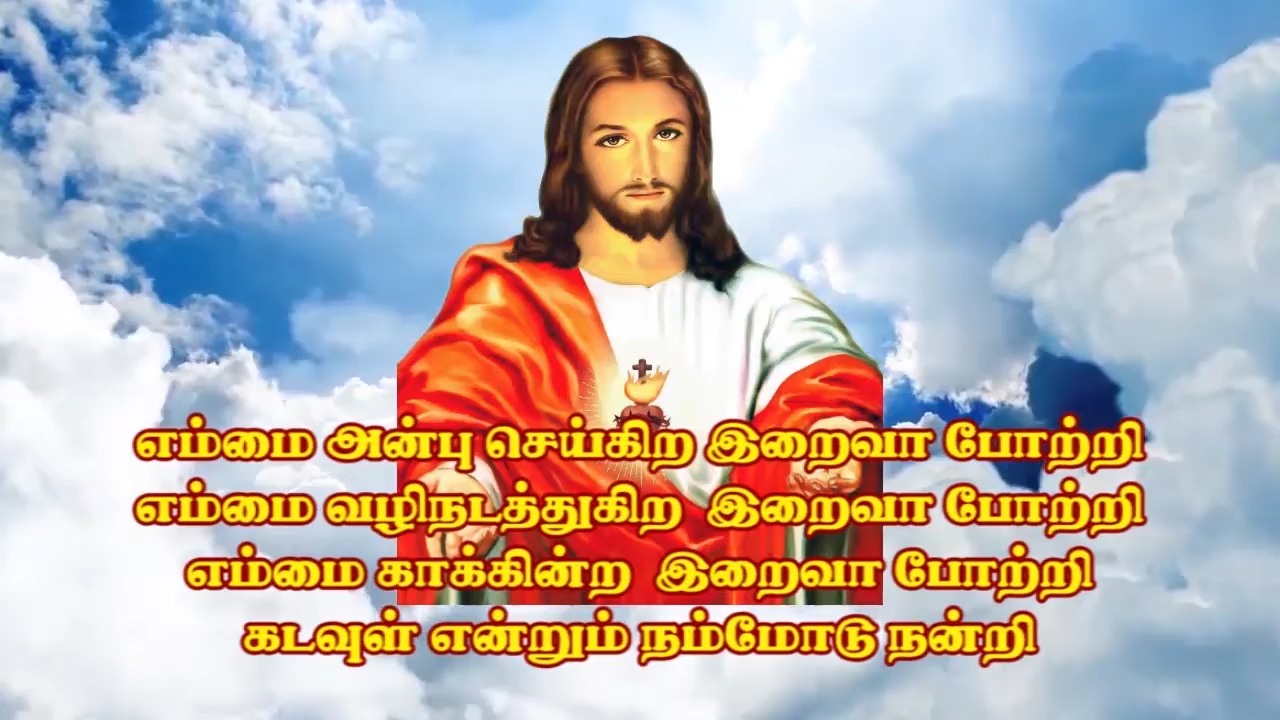 எம்மை அன்பு செய்கிற இறைவா போற்றி
எம்மை வழிநடத்துகிற இறைவா போற்றி
எம்மை காக்கின்ற இறைவா போற்றி
கடவுள் என்றும் நம்மோடு நன்றி